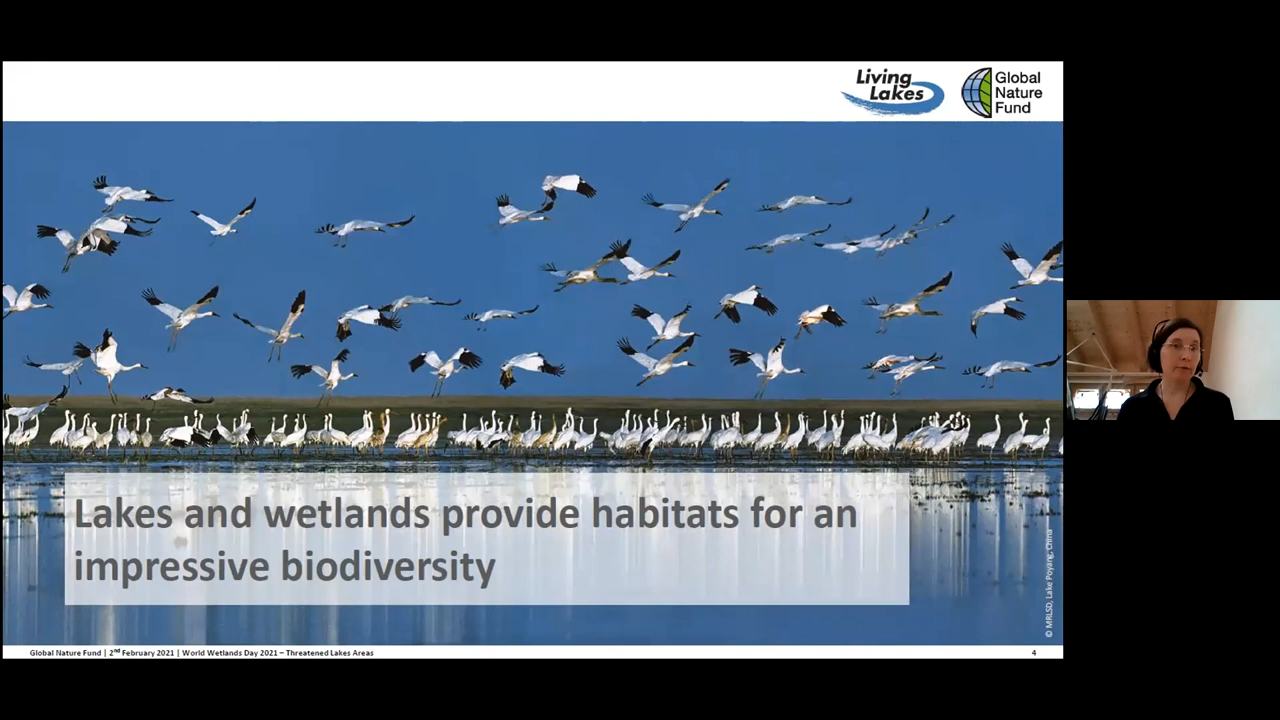 Living
Lakes
Global
Nature
Fund
Lakes and wetlands provide habitats for an
impressive biodiversity
© MRLSD, Lake Poyang, China
Global Nature Fund | 2nd February 2021 | World Wetlands Day 2021 – Threatened Lakes Areas
4